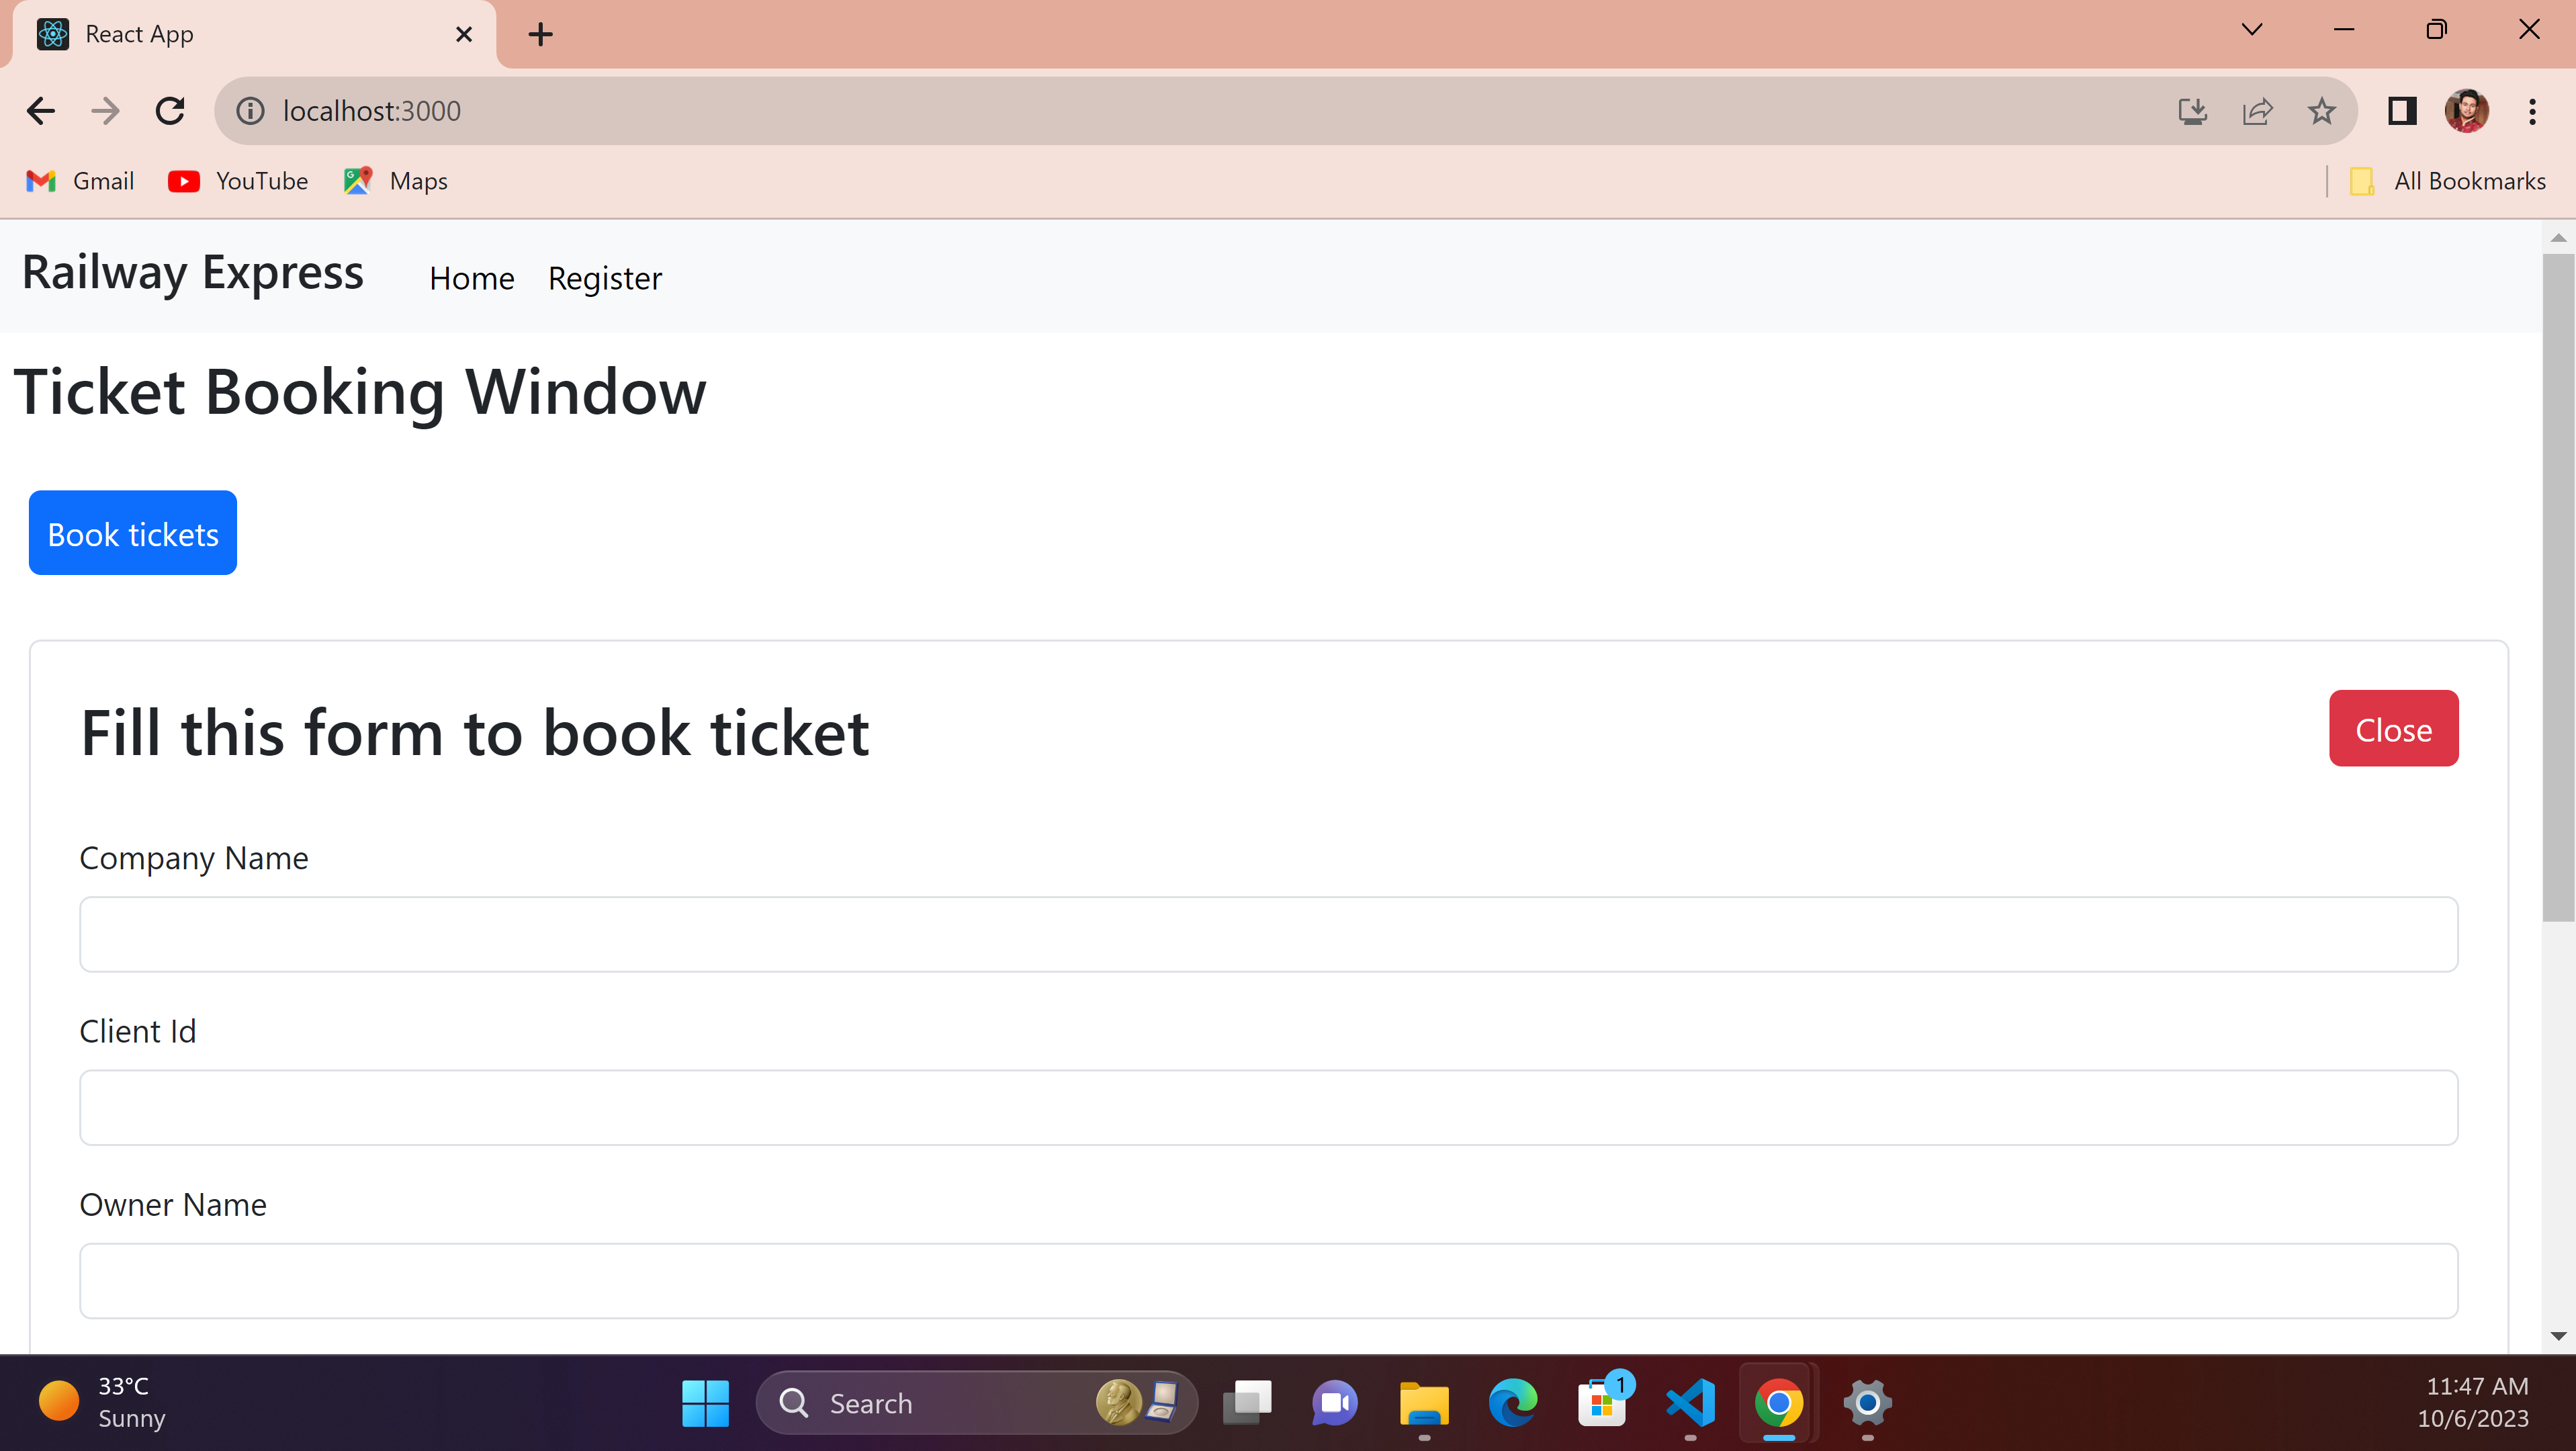 React App
localhost:3000
Gmail YouTube Maps All Bookmarks
Railway Express Home Register
Ticket Booking Window
Book tickets
Fill this form to book ticket Close
Company Name
Client Id
Owner Name
33°C
Sunny
Search
1
11:47 AM
10/6/2023